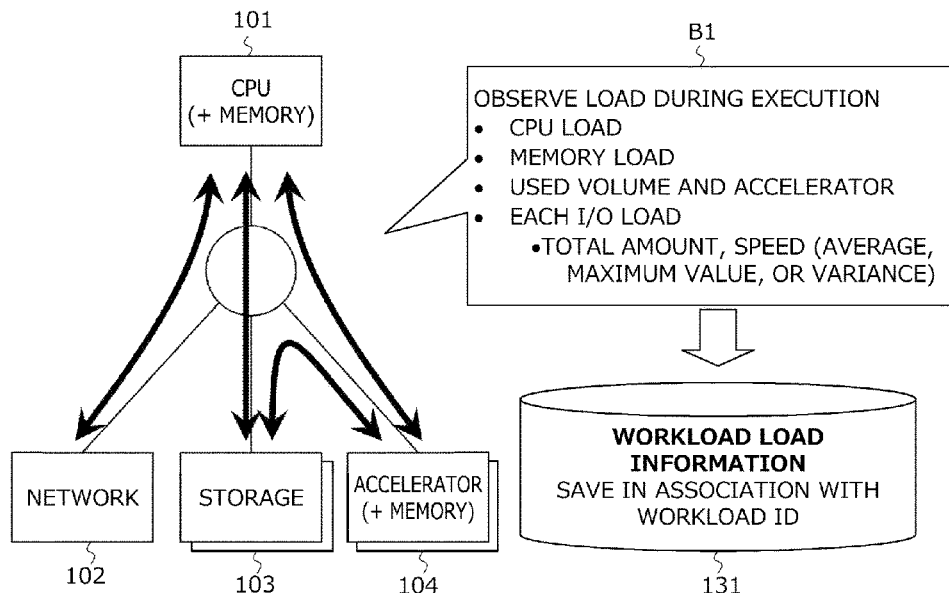 101
CPU
(+ MEMORY)
B1
OBSERVE LOAD DURING EXECUTION
• CPU LOAD
• MEMORY LOAD
• USED VOLUME AND ACCELERATOR
• EACH I/O LOAD
•TOTAL AMOUNT, SPEED (AVERAGE,
MAXIMUM VALUE, OR VARIANCE)
NETWORK
102
STORAGE
103
ACCELERATOR
(+ MEMORY)
104
WORKLOAD LOAD
INFORMATION
SAVE IN ASSOCIATION WITH
WORKLOAD ID
131